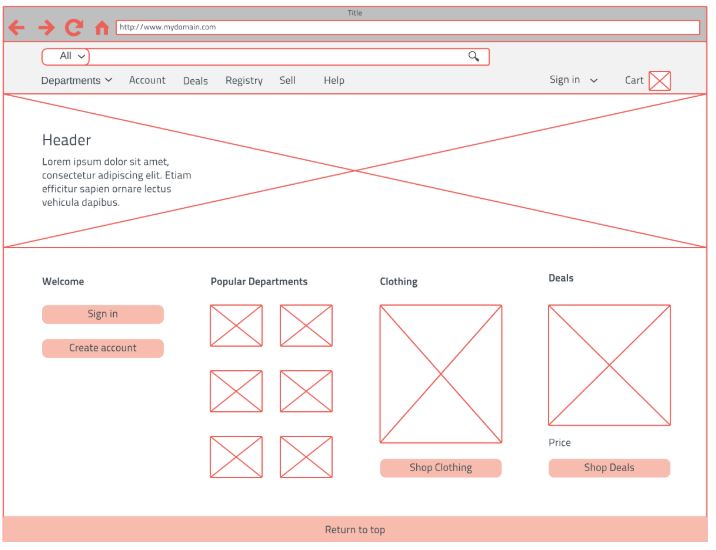 Title
http://www.mydomain.com
All
Departments Account Deals Registry Sell Help Sign in Cart
Header
Lorem ipsum dolor sit amet,
consectetur adipiscing elit. Etiam
efficitur sapien ornare lectus
vehicula dapibus.
Welcome
Sign in
Create account
Popular Departments
Clothing
Shop Clothing
Deals
Price
Shop Deals
Return to top